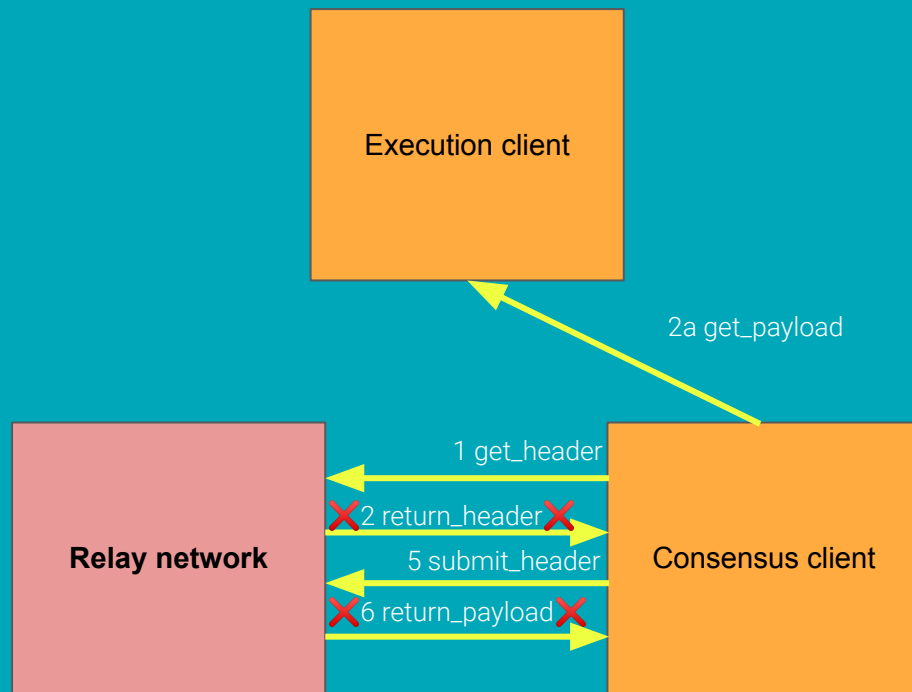 Execution client
2a get_payload
1 get_header
❌2 return_header❌
Relay network
Consensus client
5 submit_header
❌6 return_payload❌